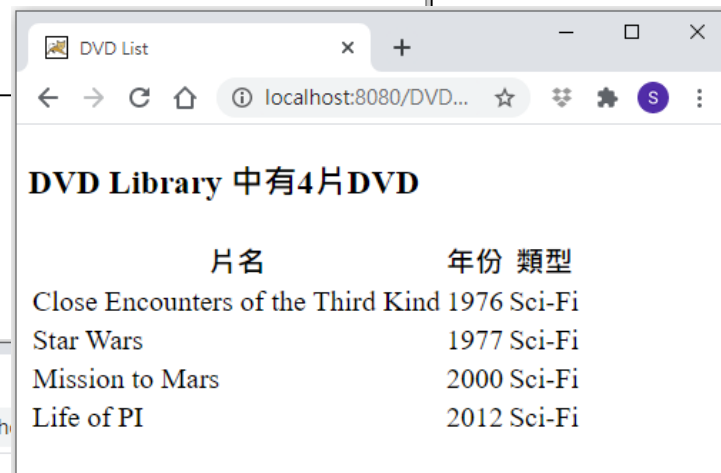 DVD List
localhost:8080/DVD...
S
DVD Library 中有4片DVD
片名 年份 類型
Close Encounters of the Third Kind 1976 Sci-Fi
Star Wars 1977 Sci-Fi
Mission to Mars 2000 Sci-Fi
Life of PI 2012 Sci-Fi